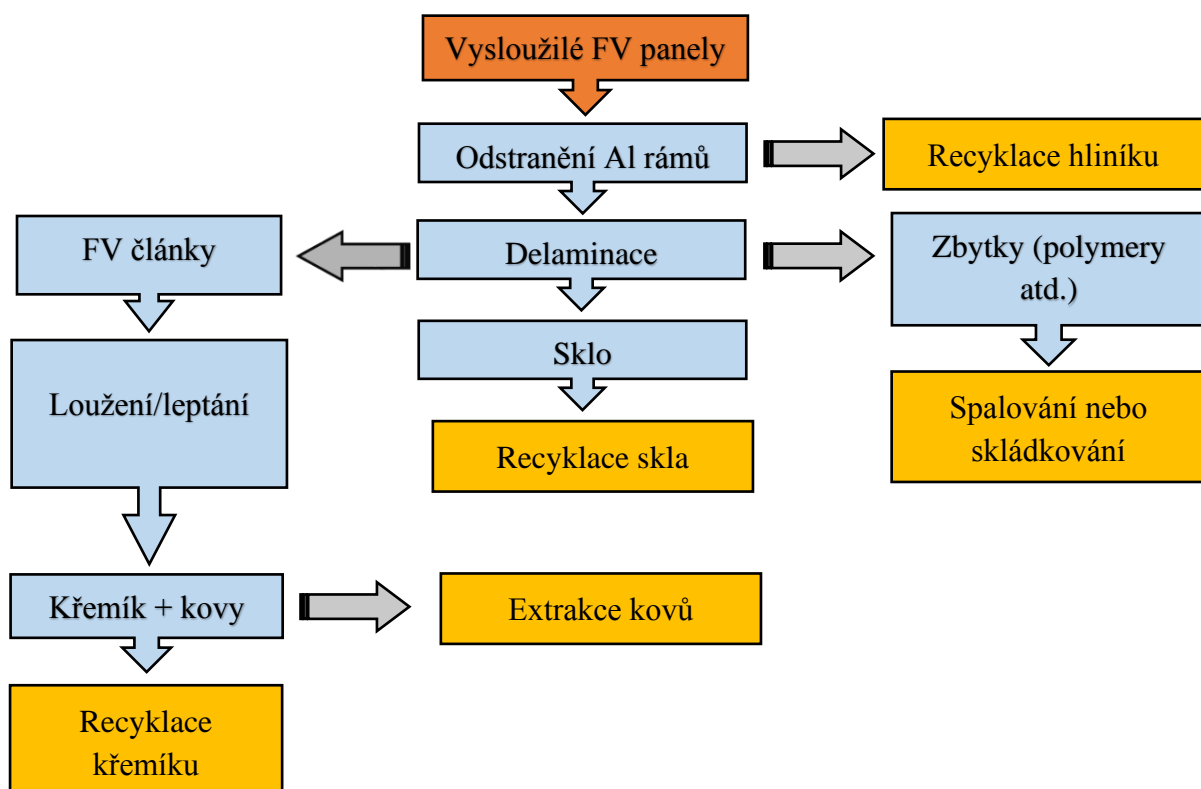 Vysloužilé FV panely
Odstranění Al rámů
Recyklace hliníku
FV články
Delaminace
Zbytky (polymery
atd.)
Loužení/leptání
Sklo
Spalování nebo
skládkování
Recyklace skla
Křemík + kovy
Extrakce kovů
Recyklace
křemíku